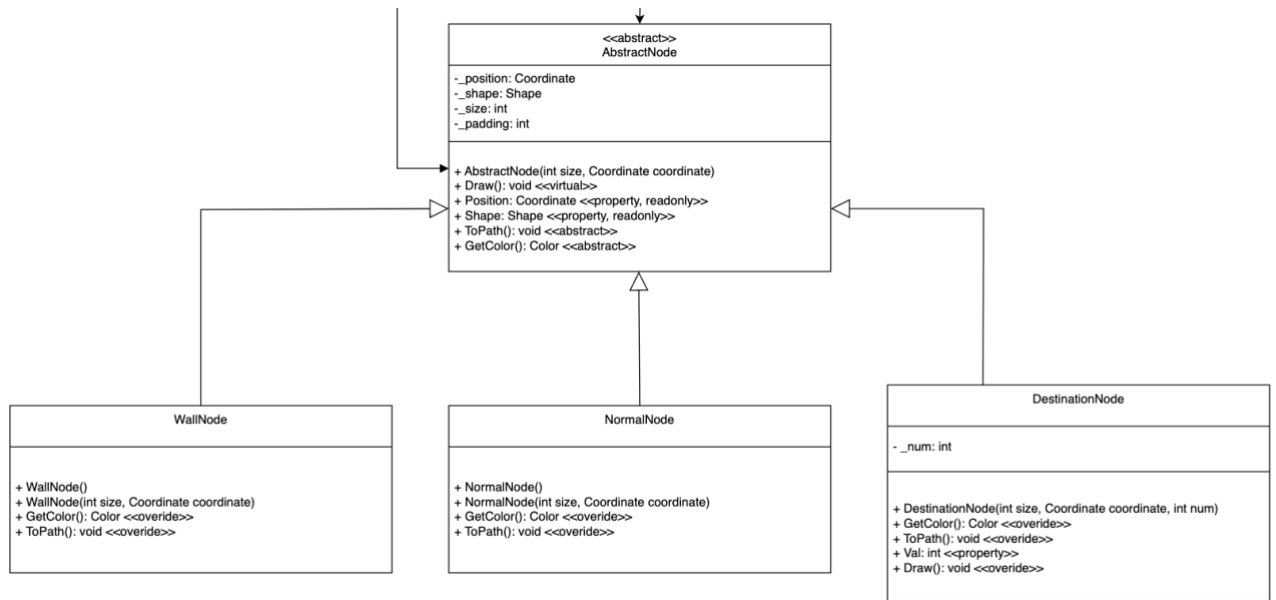 <<abstract>>
AbstractNode
-_position: Coordinate
-_shape: Shape
-_size: int
-_padding: int
+ AbstractNode(int size, Coordinate coordinate)
+ Draw(): void <<virtual>>
+ Position: Coordinate <<property, readonly>>
+ Shape: Shape <<property, readonly>>
+ ToPath(): void <<abstract>>
+ GetColor(): Color <<abstract>>
WallNode
+ WallNode()
+ WallNode(int size, Coordinate coordinate)
+ GetColor(): Color <<overide>>
+ ToPath(): void <<overide>>
NormalNode
+ NormalNode()
+ NormalNode(int size, Coordinate coordinate)
+ GetColor(): Color <<overide>>
+ ToPath(): void <<overide>>
DestinationNode
- _num: int
+ DestinationNode(int size, Coordinate coordinate, int num)
+ GetColor(): Color <<overide>>
+ ToPath(): void <<overide>>
+ Val: int <<property>>
+ Draw(): void <<overide>>